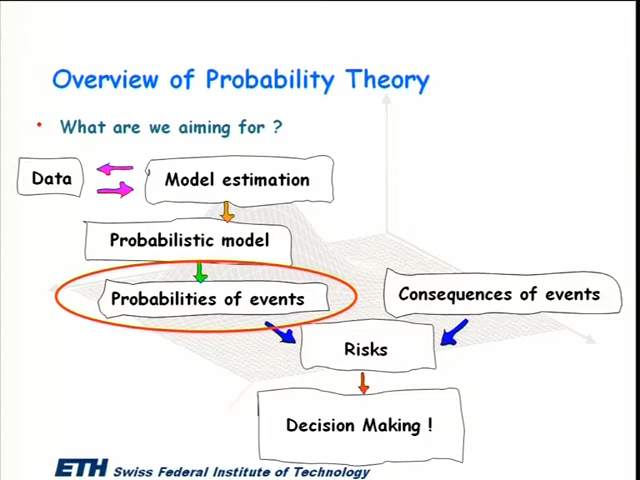 Overview of Probability Theory
• What are we aiming for ?
Data
Model estimation
Probabilistic model
Probabilities of events
Consequences of events
Risks
Decision Making !
ETH Swiss Federal Institute of Technology